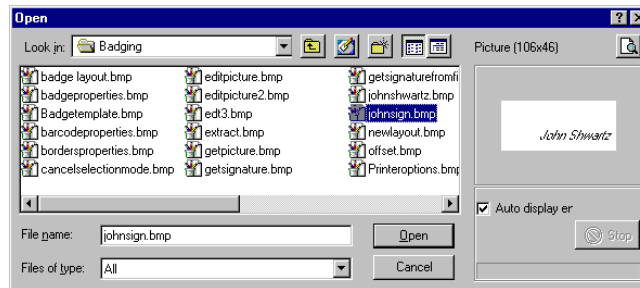 Open
Look in: Badging
Picture (106x46)
badge layout.bmp editpicture.bmp getsignaturefromfi
badgeproperties.bmp editpicture2.bmp johnshwartz.bmp
Badgetemplate.bmp edt3.bmp johnsign.bmp
barcodeproperties.bmp extract.bmp newlayout.bmp
bordersproperties.bmp getpicture.bmp offset.bmp
cancelselectionmode.bmp getsignature.bmp Printeroptions.bmp
John Shwartz
Auto display er
File name: johnsign.bmp Open Stop
Files of type: All Cancel